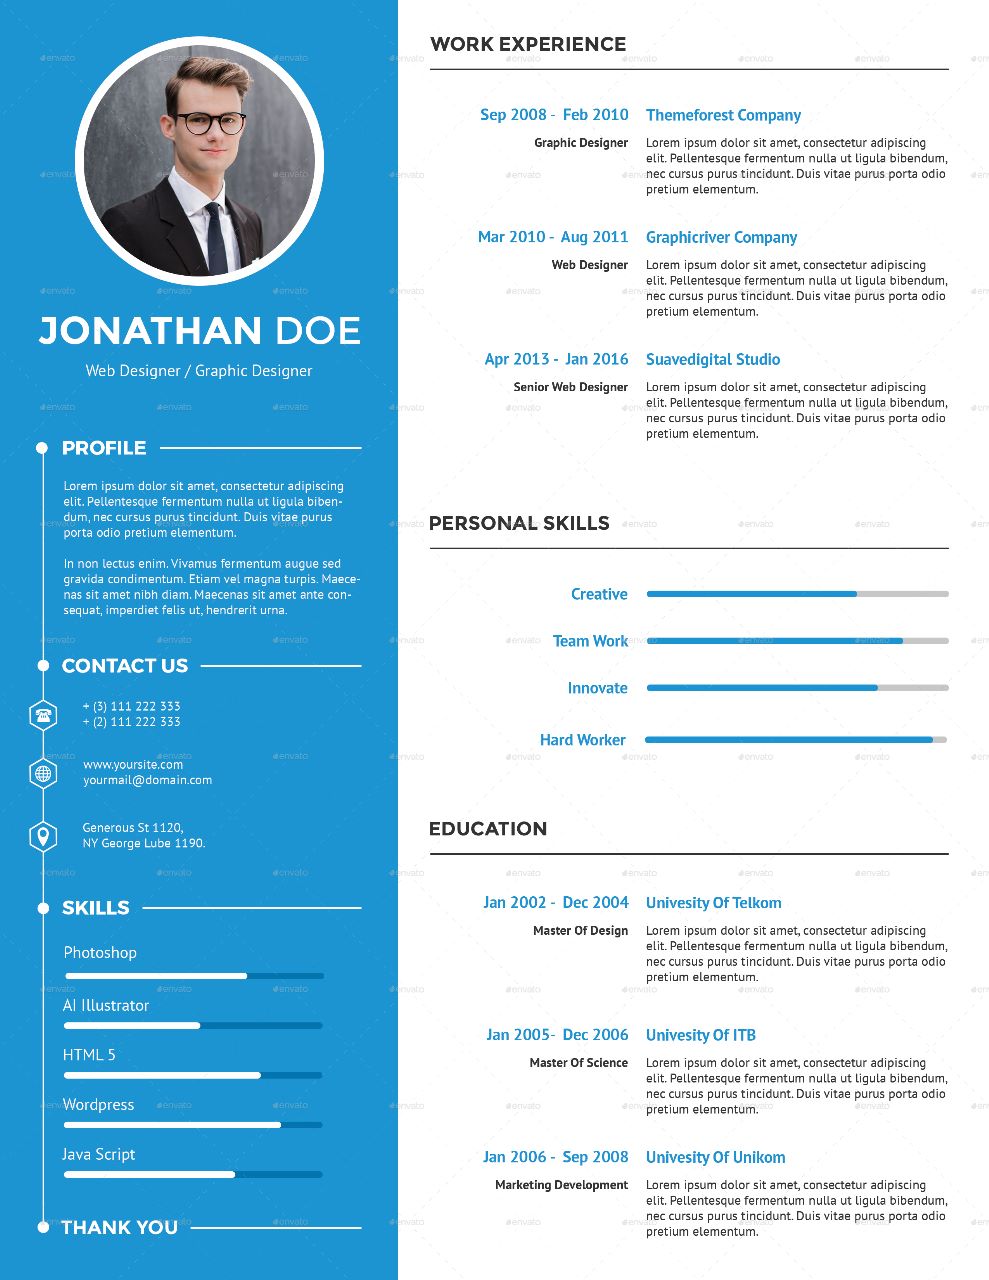 JONATHAN DOE
Web Designer / Graphic Designer
PROFILE
Lorem ipsum dolor sit amet, consectetur adipiscing
elit. Pellentesque fermentum nulla ut ligula biben-
dum, nec cursus purus tincidunt. Duis vitae purus
porta odio pretium elementum.
In non lectus enim. Vivamus fermentum augue sed
gravida condimentum. Etiam vel magna turpis. Maece-
nas sit amet nibh diam. Maecenas sit amet ante con-
sequat, imperdiet felis ut, hendrerit urna.
CONTACT US
+ (3) 111 222 333
+ (2) 111 222 333
www.yoursite.com
yourmail@domain.com
Generous St 1120,
NY George Lube 1190.
SKILLS
Photoshop
AI Illustrator
HTML 5
Wordpress
Java Script
THANK YOU
WORK EXPERIENCE
Sep 2008 - Feb 2010 Themeforest Company
Graphic Designer Lorem ipsum dolor sit amet, consectetur adipiscing
elit. Pellentesque fermentum nulla ut ligula bibendum,
nec cursus purus tincidunt. Duis vitae purus porta odio
pretium elementum.
Mar 2010 - Aug 2011 Graphicriver Company
Web Designer Lorem ipsum dolor sit amet, consectetur adipiscing
elit. Pellentesque fermentum nulla ut ligula bibendum,
nec cursus purus tincidunt. Duis vitae purus porta odio
pretium elementum.
Apr 2013 - Jan 2016 Suavedigital Studio
Senior Web Designer Lorem ipsum dolor sit amet, consectetur adipiscing
elit. Pellentesque fermentum nulla ut ligula bibendum,
nec cursus purus tincidunt. Duis vitae purus porta odio
pretium elementum.
PERSONAL SKILLS
Creative
Team Work
Innovate
Hard Worker
EDUCATION
Jan 2002 - Dec 2004 Univesity Of Telkom
Master Of Design Lorem ipsum dolor sit amet, consectetur adipiscing
elit. Pellentesque fermentum nulla ut ligula bibendum,
nec cursus purus tincidunt. Duis vitae purus porta odio
pretium elementum.
Jan 2005- Dec 2006 Univesity Of ITB
Master Of Science Lorem ipsum dolor sit amet, consectetur adipiscing
elit. Pellentesque fermentum nulla ut ligula bibendum,
nec cursus purus tincidunt. Duis vitae purus porta odio
pretium elementum.
Jan 2006 - Sep 2008 Univesity Of Unikom
Marketing Development Lorem ipsum dolor sit amet, consectetur adipiscing
elit. Pellentesque fermentum nulla ut ligula bibendum,
nec cursus purus tincidunt. Duis vitae purus porta odio
pretium elementum.